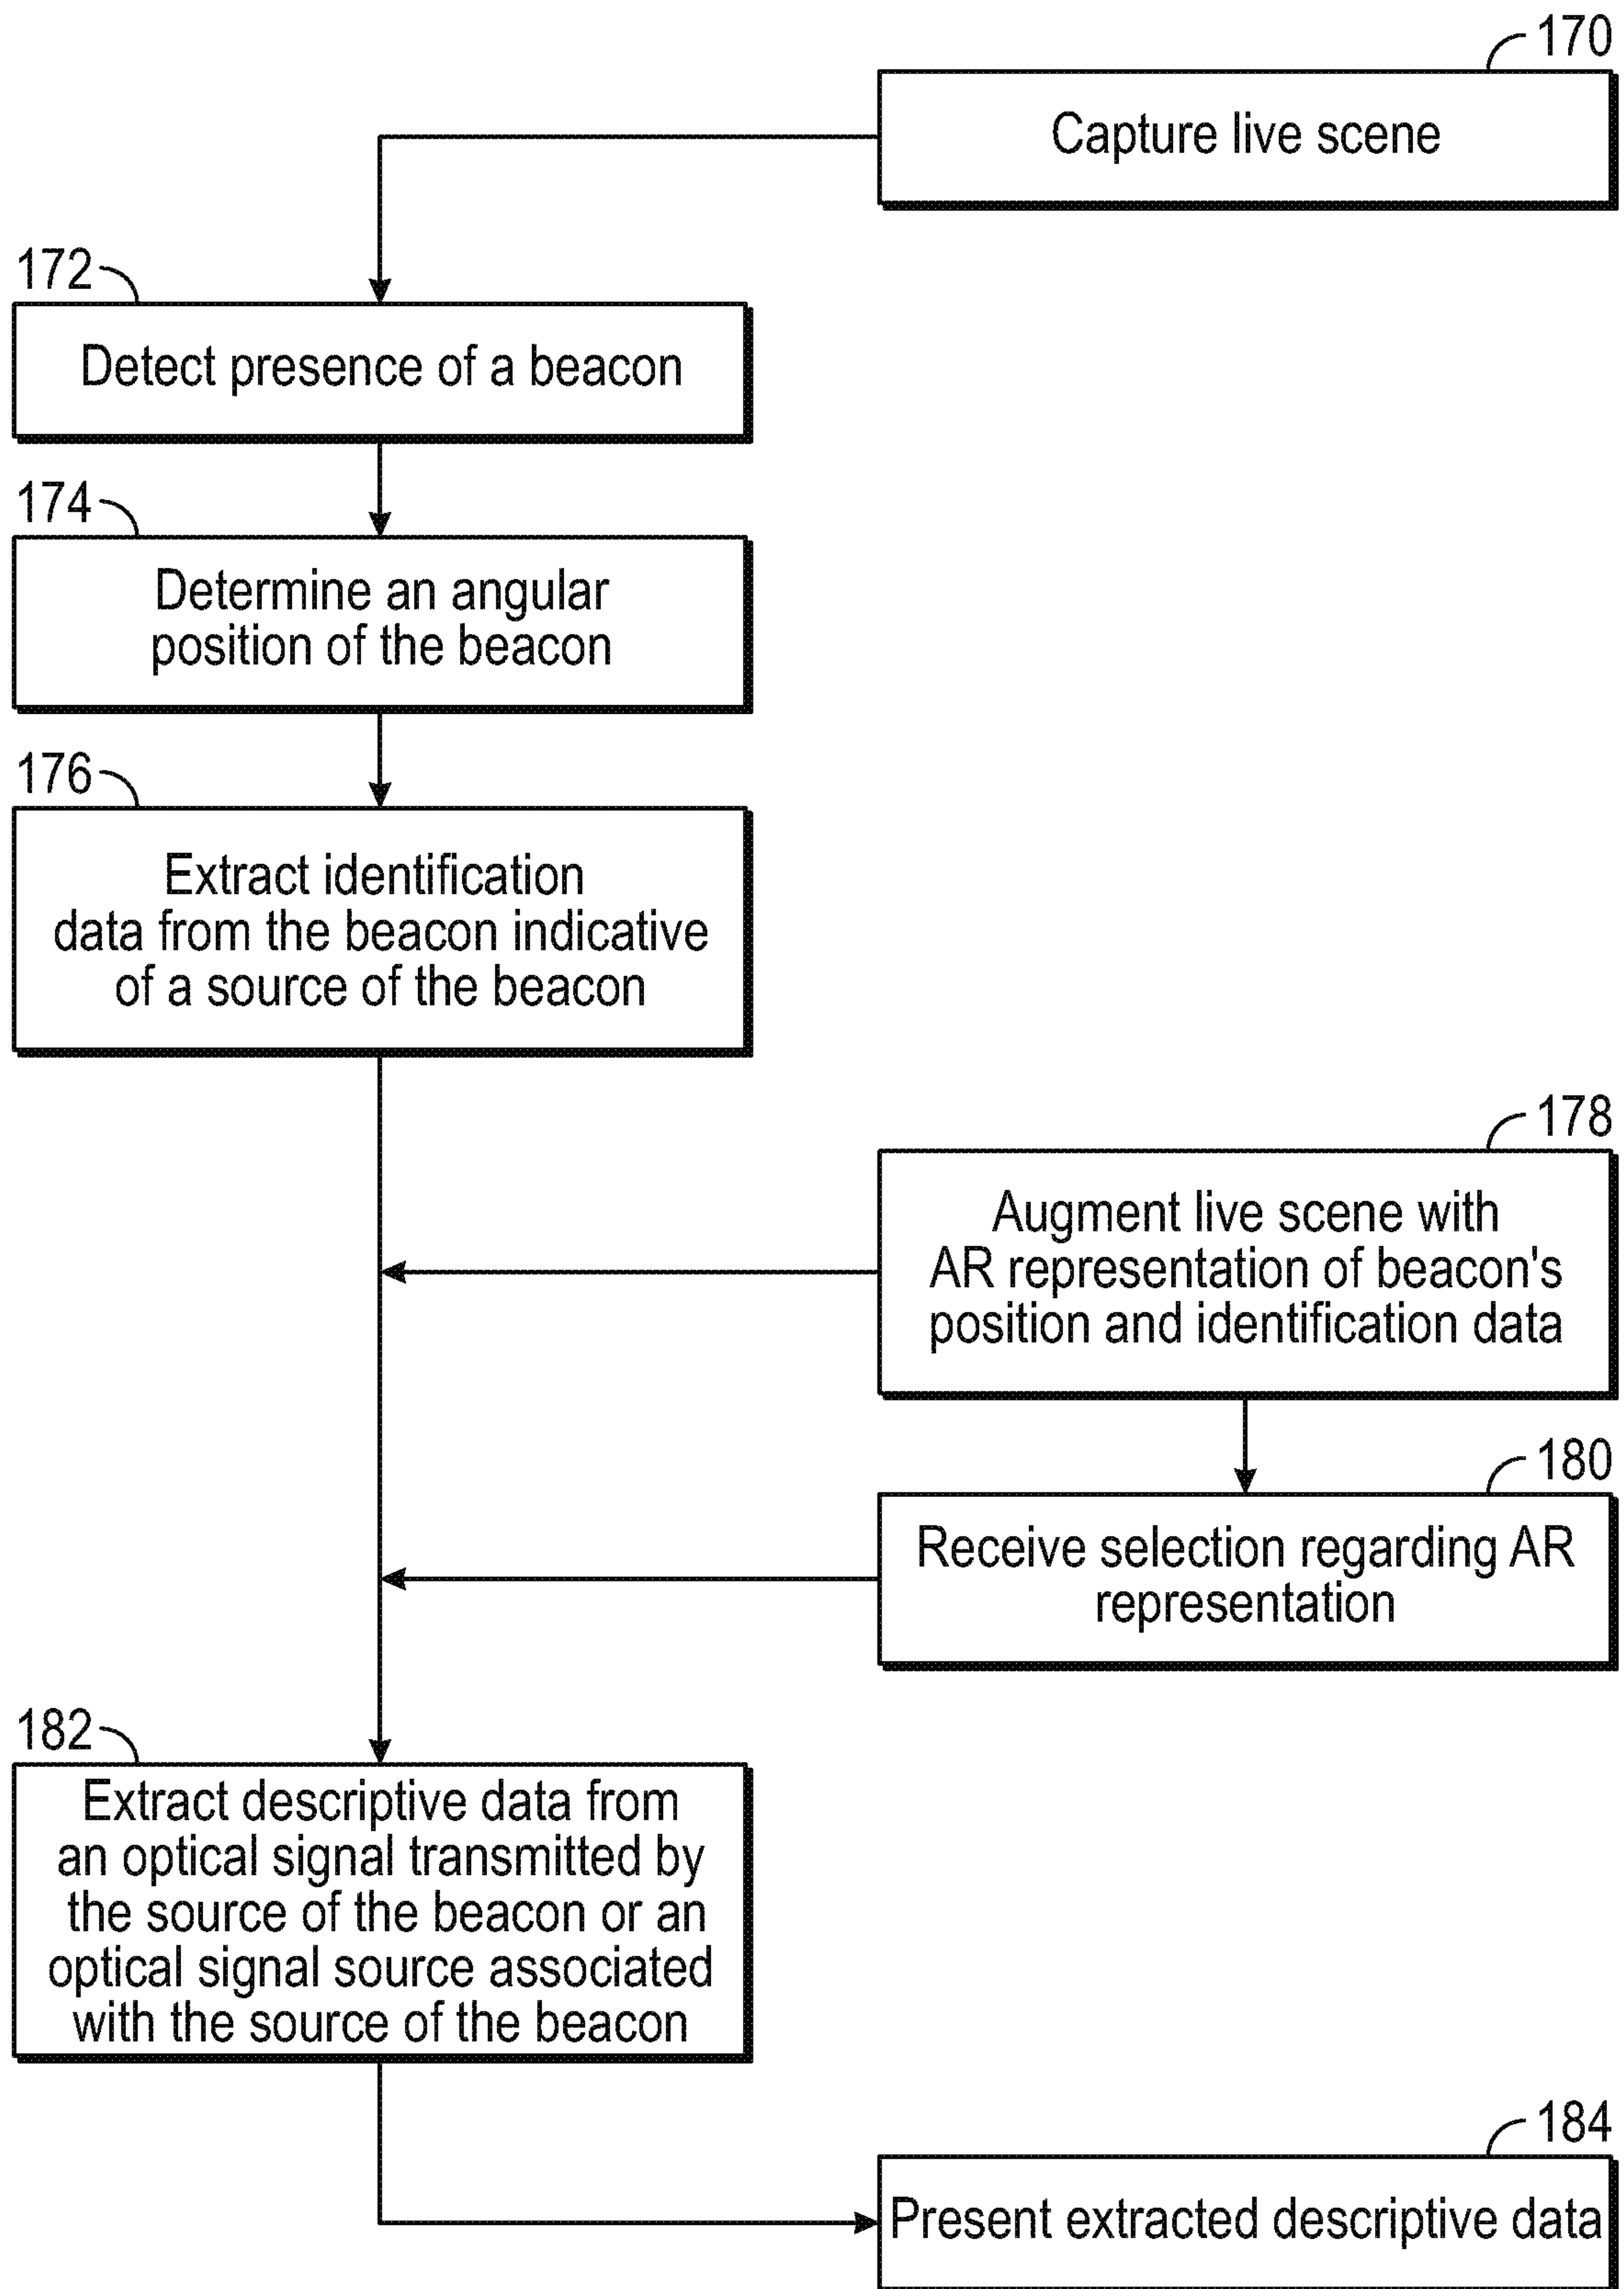 170
Capture live scene
172
Detect presence of a beacon
174
Determine an angular
position of the beacon
176
Extract identification
data from the beacon indicative
of a source of the beacon
178
Augment live scene with
AR representation of beacon's
position and identification data
180
Receive selection regarding AR
representation
182
Extract descriptive data from
an optical signal transmitted by
the source of the beacon or an
optical signal source associated
with the source of the beacon
184
Present extracted descriptive data